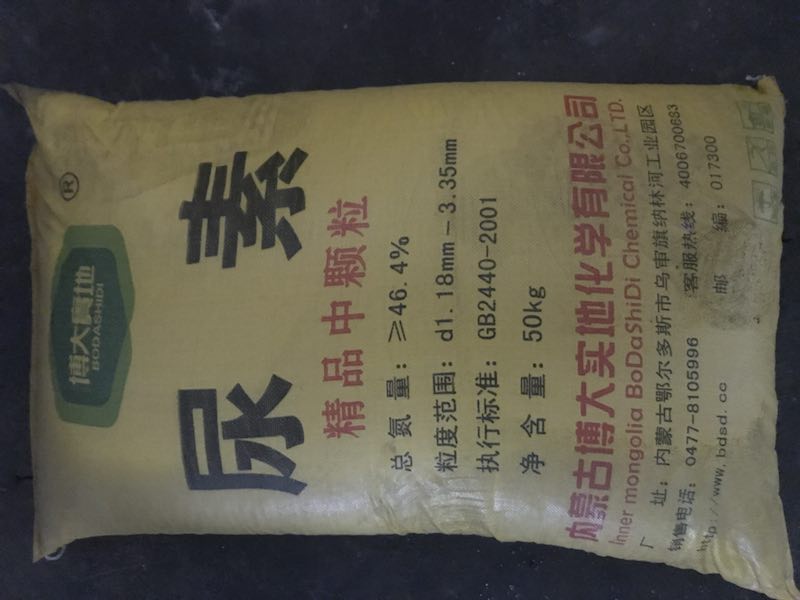 博大實地
BODASHIDI
®
尿素
精品中颗粒
总氮量：≥46.4%
粒度范围：d1.18mm－3.35mm
执行标准：GB2440-2001
净含量：50kg
内蒙古博大实地化学有限公司
Inner mongolia BoDaShiDi Chemical Co.,LTD.
厂址：内蒙古鄂尔多斯市乌审旗纳林河工业园区
销售电话：0477-8105996 客服热线：4006700683
http://www.bdsd.cc 邮编：017300